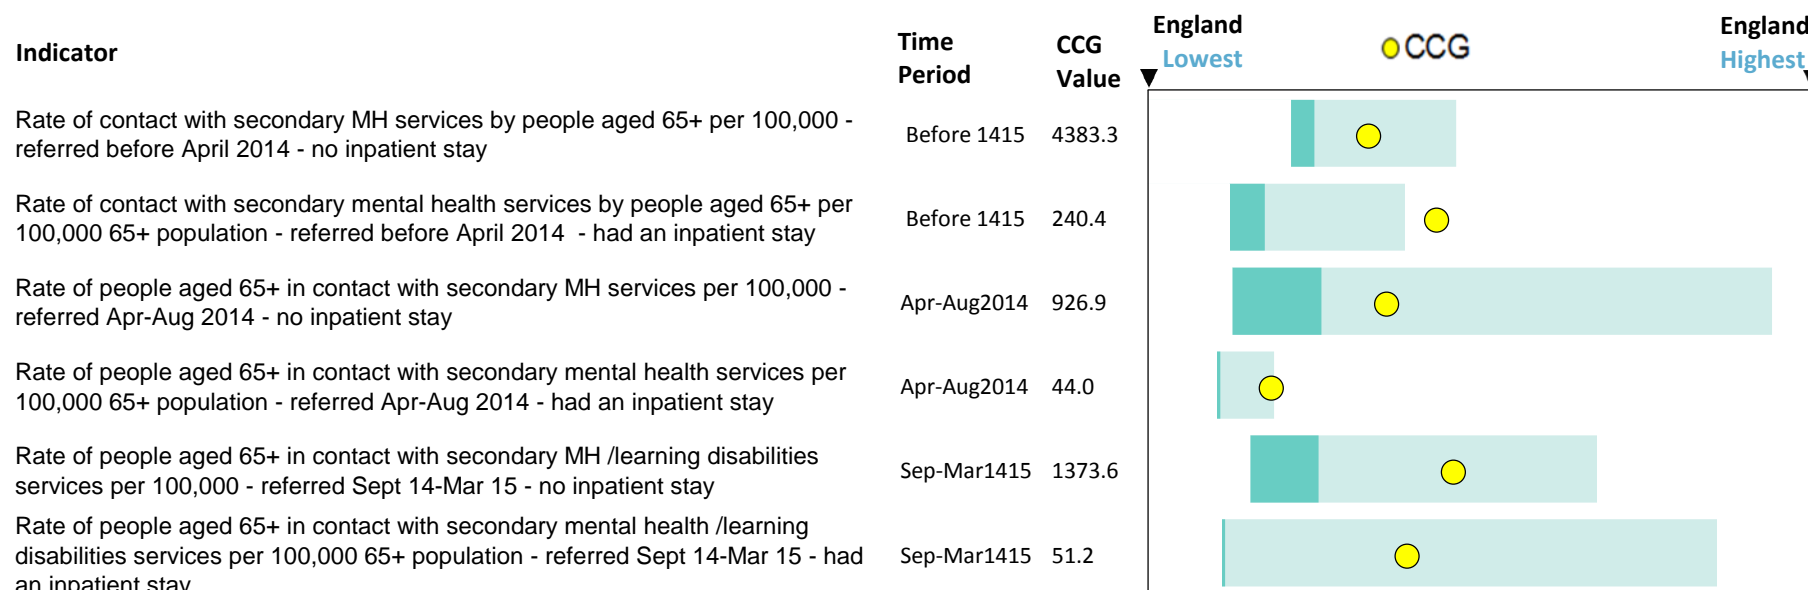 Indicator
Time
Period
CCG
Value
England
Lowest
CCG
England
Highest
Rate of contact with secondary MH services by people aged 65+ per 100,000 -
referred before April 2014 - no inpatient stay
Before 1415 4383.3
Rate of contact with secondary mental health services by people aged 65+ per
100,000 65+ population - referred before April 2014 - had an inpatient stay
Before 1415 240.4
Rate of people aged 65+ in contact with secondary MH services per 100,000 -
referred Apr-Aug 2014 - no inpatient stay
Apr-Aug2014 926.9
Rate of people aged 65+ in contact with secondary mental health services per
100,000 65+ population - referred Apr-Aug 2014 - had an inpatient stay
Apr-Aug2014 44.0
Rate of people aged 65+ in contact with secondary MH /learning disabilities
services per 100,000 - referred Sept 14-Mar 15 - no inpatient stay
Sep-Mar1415 1373.6
Rate of people aged 65+ in contact with secondary mental health /learning
disabilities services per 100,000 65+ population - referred Sept 14-Mar 15 - had
an inpatient stay
Sep-Mar1415 51.2